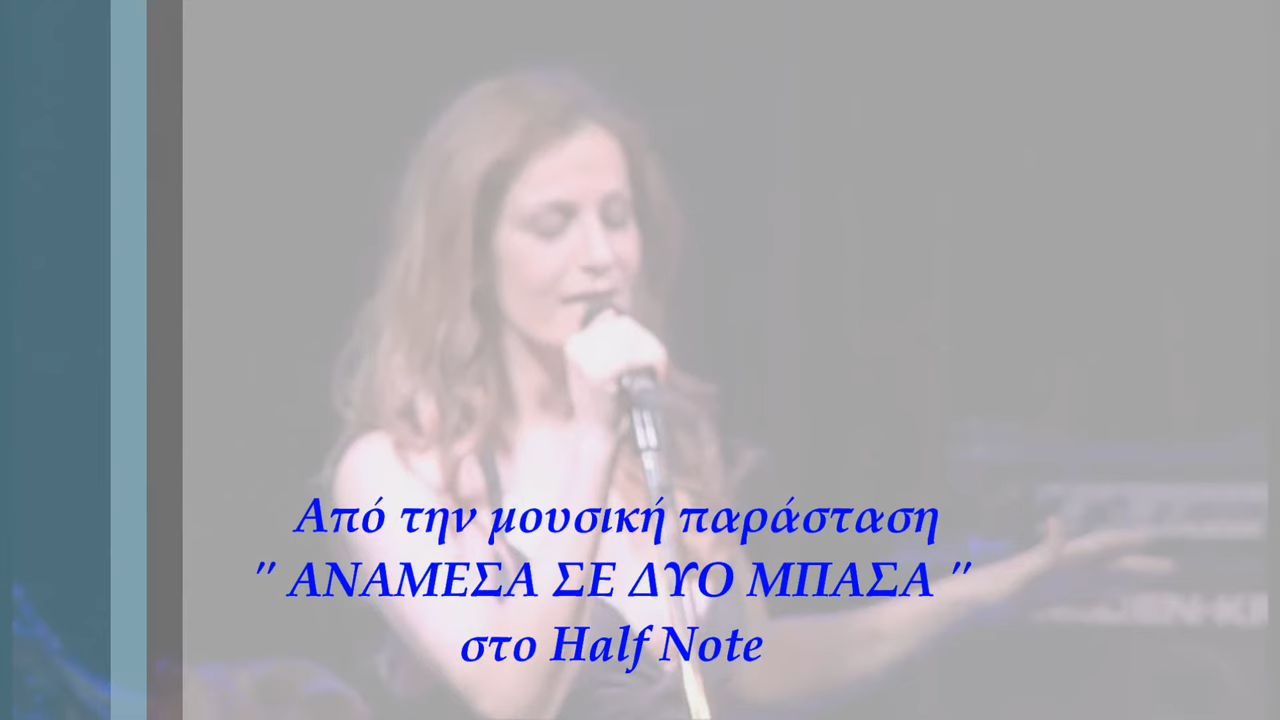 Από την μουσική παράσταση
" ΑΝΑΜΕΣΑ ΣΕ ΔΥΟ ΜΠΑΣΑ "
στο Half Note